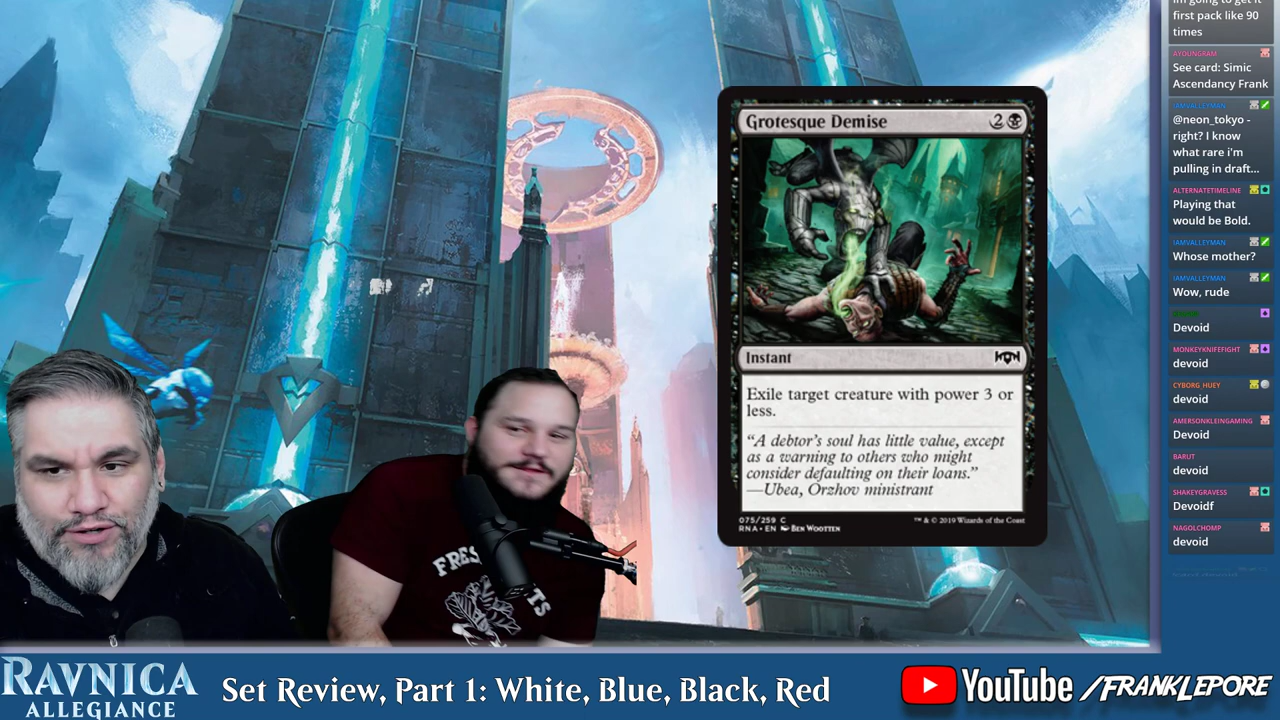 Grotesque Demise
2
Instant
Exile target creature with power 3 or
less.
“A debtor’s soul has little value, except
as a warning to others who might
consider defaulting on their loans.”
—Ubea, Orzhov ministrant
075/259 C
RNA • EN BEN WOOTTEN
™ & © 2019 Wizards of the Coast
im going to get it
first pack like 90
times
AYOUNGRAM
See card: Simic
Ascendancy Frank
IAMVALLEYMAN
@neon_tokyo -
right? I know
what rare i'm
pulling in draft...
ALTERNATETIMELINE
Playing that
would be Bold.
IAMVALLEYMAN
Whose mother?
IAMVALLEYMAN
Wow, rude
Devoid
MONKEYKNIFEFIGHT
devoid
CYBORG HUEY
devoid
AMERSONKLEINGAMING
Devoid
BARUT
devoid
SHAKEYGRAVESS
Devoidf
NAGOLCHOMP
devoid
RAVNICA
ALLEGIANCE
Set Review, Part 1: White, Blue, Black, Red
YouTube /FRANKLEPORE